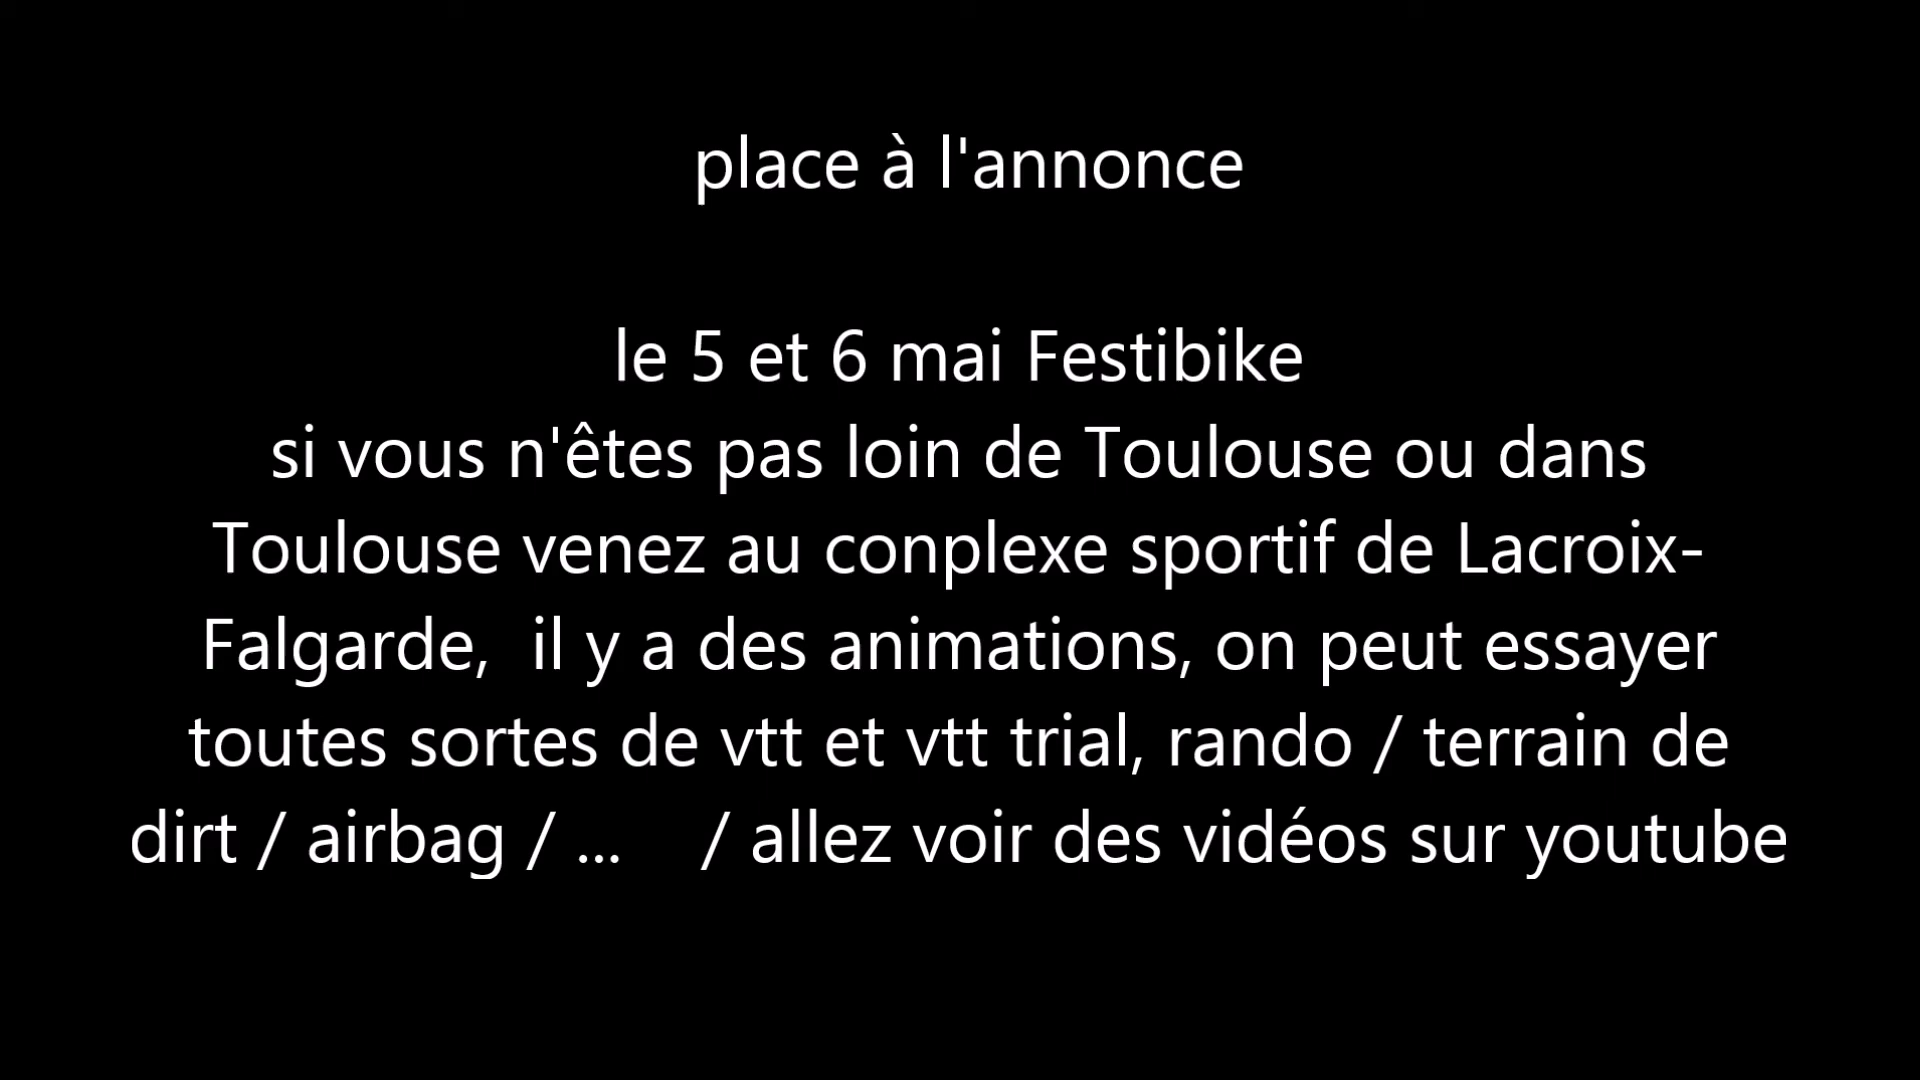 place à l'annonce
le 5 et 6 mai Festibike
si vous n'êtes pas loin de Toulouse ou dans
Toulouse venez au conplexe sportif de Lacroix-
Falgarde,  il y a des animations, on peut essayer
toutes sortes de vtt et vtt trial, rando / terrain de
dirt / airbag / ...    / allez voir des vidéos sur youtube